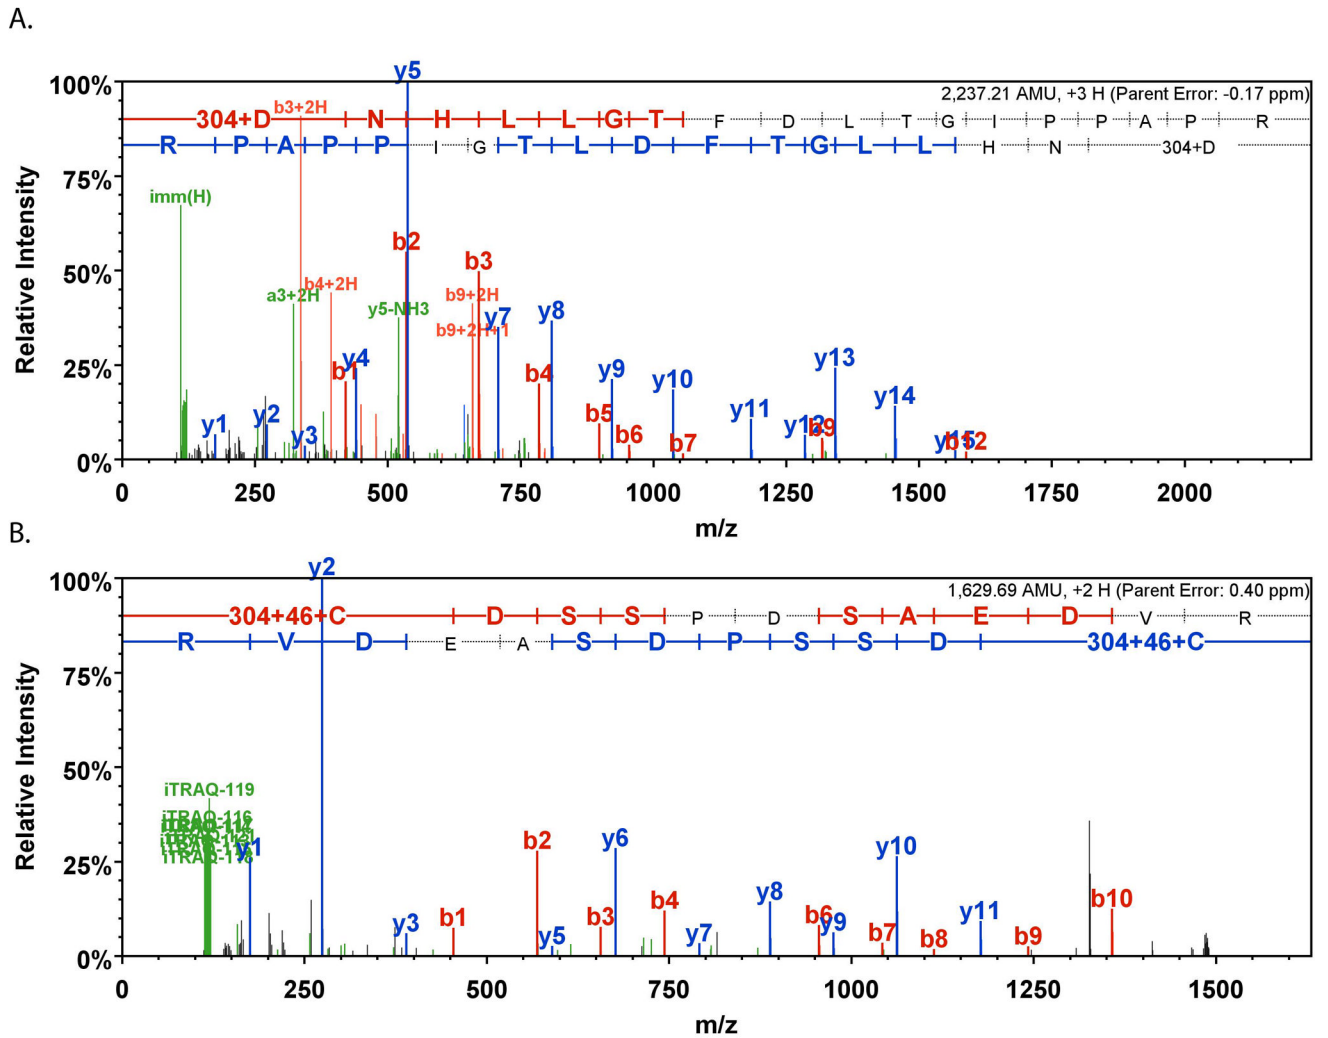 A.
y5
100%
2,237.21 AMU, +3 H (Parent Error: -0.17 ppm)
b3+2H
304+D N H L L G T F D L T G I P P A P R
R P A P P I G T L D F T G L L H N 304+D
75%
imm(H)
b2
b3
50%
a3+2H b4+2H b9+2H
y5-NH3 y7 y8
b9+2H+1
y4 y13
25%
b4 y9 y10
y14
y1 y2 y3 b5 b6 b7 y11 b9 b12
0%
Relative Intensity
0 250 500 750 1000 1250 1500 1750 2000
m/z
B.
y2
100%
1,629.69 AMU, +2 H (Parent Error: 0.40 ppm)
304+46+C D S S P D S A E D V R
R V D E A S D P S S D 304+46+C
75%
50%
iTRAQ-119
iTRAQ-116
iTRAQ-118
y1 b2 y6 y10
25%
y8
b1 y3 y5 b3 b4 y7 b6 y9 b7 b8 y11 b9 b10
0%
Relative Intensity
0 250 500 750 1000 1250 1500
m/z